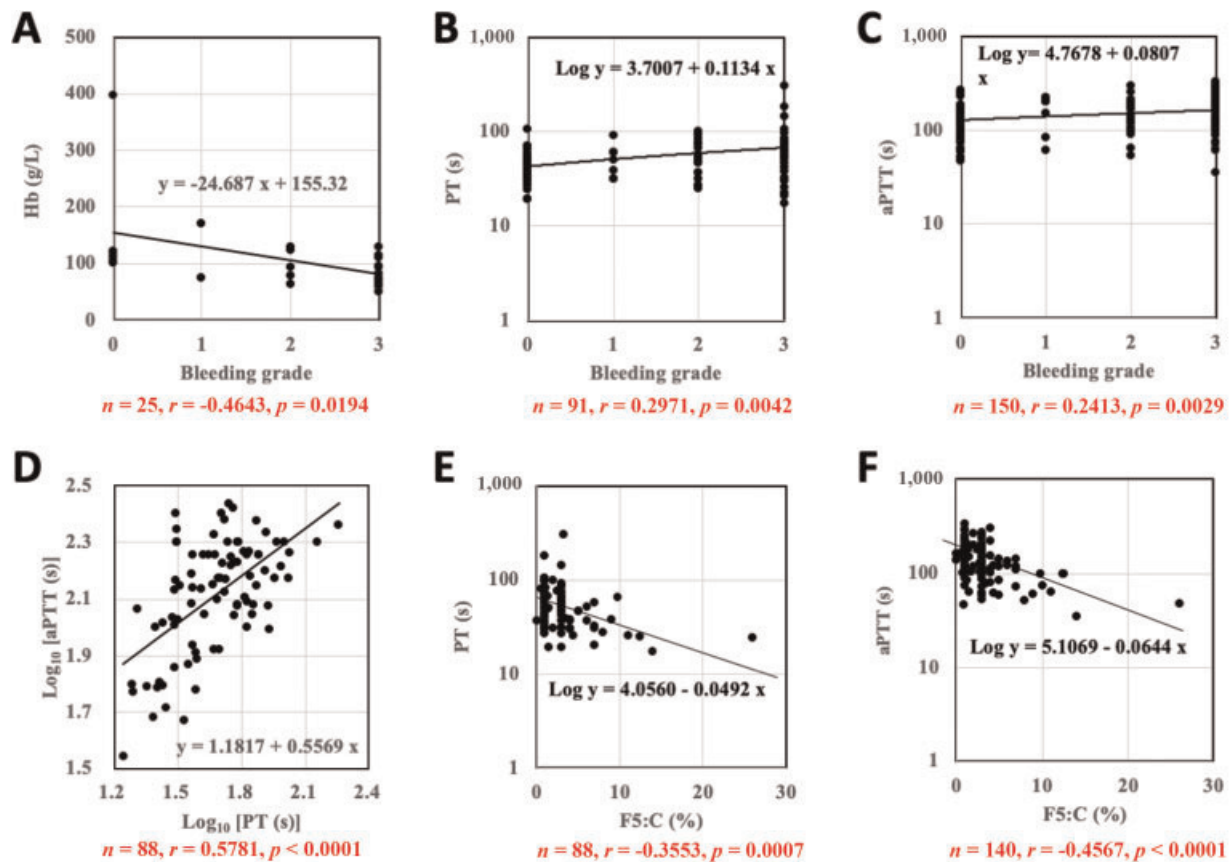 A
500
400
300
200
100
0
Hb (g/L)
y = -24.687 x + 155.32
0 1 2 3
Bleeding grade
n = 25, r = -0.4643, p = 0.0194
B
1,000
100
10
1
PT (s)
Log y = 3.7007 + 0.1134 x
0 1 2 3
Bleeding grade
n = 91, r = 0.2971, p = 0.0042
C
1,000
100
10
1
aPTT (s)
Log y= 4.7678 + 0.0807
x
0 1 2 3
Bleeding grade
n = 150, r = 0.2413, p = 0.0029
D
2.5
2.3
2.1
1.9
1.7
1.5
Log10 [aPTT (s)]
y = 1.1817 + 0.5569 x
1.2 1.5 1.8 2.1 2.4
Log10 [PT (s)]
n = 88, r = 0.5781, p < 0.0001
E
1,000
100
10
1
PT (s)
Log y = 4.0560 - 0.0492 x
0 10 20 30
F5:C (%)
n = 88, r = -0.3553, p = 0.0007
F
1,000
100
10
1
aPTT (s)
Log y = 5.1069 - 0.0644 x
0 10 20 30
F5:C (%)
n = 140, r = -0.4567, p < 0.0001